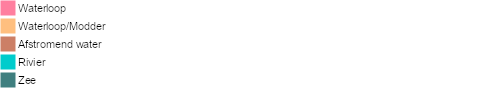 Waterloop
Waterloop/Modder
Afstromend water
Rivier
Zee